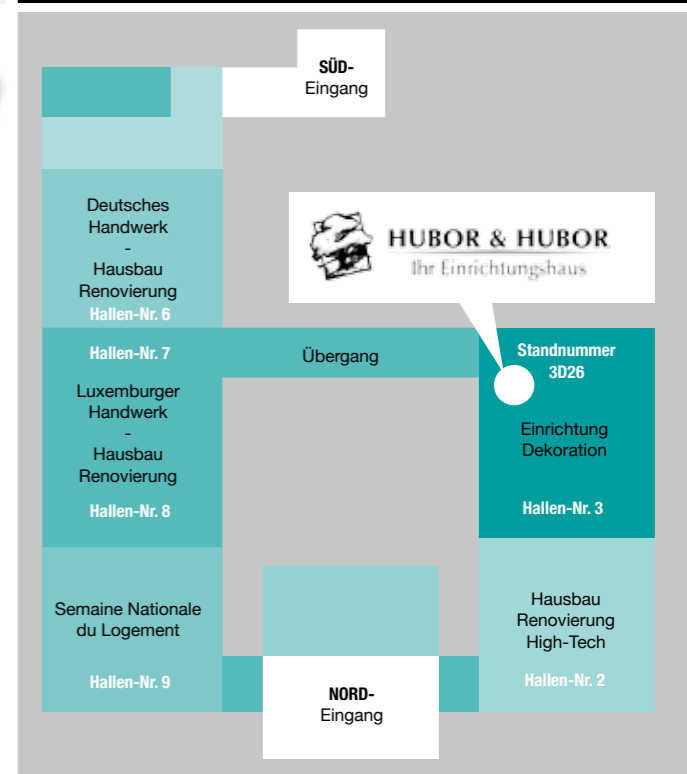 SÜD-
Eingang
Deutsches
Handwerk
-
Hausbau
Renovierung
Hallen-Nr. 6
HUBOR & HUBOR
Ihr Einrichtungshaus
Hallen-Nr. 7
Luxemburger
Handwerk
-
Hausbau
Renovierung
Hallen-Nr. 8
Übergang
Standnummer
3D26
Einrichtung
Dekoration
Hallen-Nr. 3
Semaine Nationale
du Logement
Hallen-Nr. 9
NORD-
Eingang
Hausbau
Renovierung
High-Tech
Hallen-Nr. 2